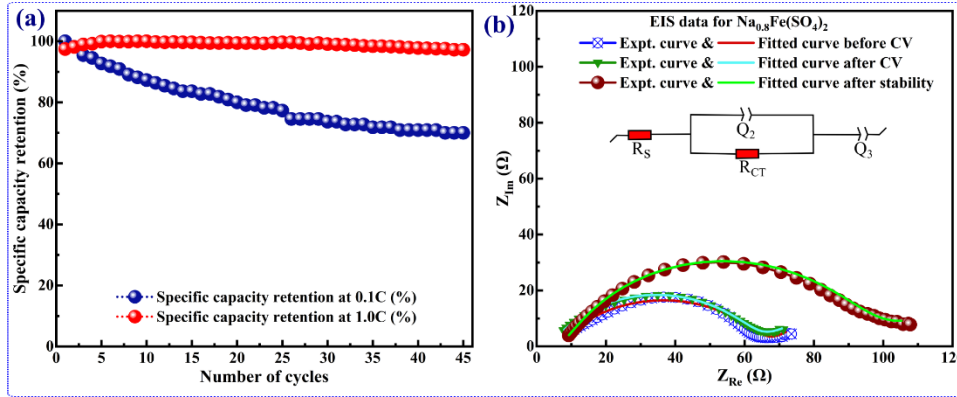 (a)
100
80
60
40
20
0
Specific capacity retention (%)
Specific capacity retention at 0.1C (%)
Specific capacity retention at 1.0C (%)
0 5 10 15 20 25 30 35 40 45
Number of cycles
(b)
EIS data for Na0.8Fe(SO4)2
Expt. curve & Fitted curve before CV
Expt. curve & Fitted curve after CV
Expt. curve & Fitted curve after stability
RS
Q2
RCT
Q3
120
100
80
60
40
20
0
ZIm (Ω)
0 20 40 60 80 100 120
ZRe (Ω)